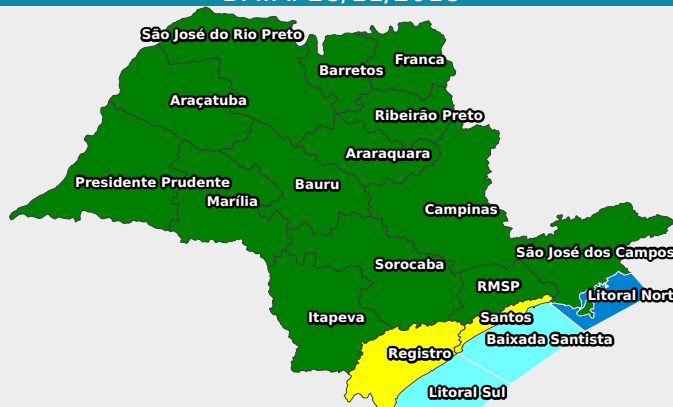 São José do Rio Preto
Franca
Barretos
Araçatuba
Ribeirão Preto
Araraquara
Presidente Prudente
Bauru
Marília
Campinas
São José dos Campos
Sorocaba
RMSP
Litoral Nort
Itapeva
Santos
Baixada Santista
Registro
Litoral Sul